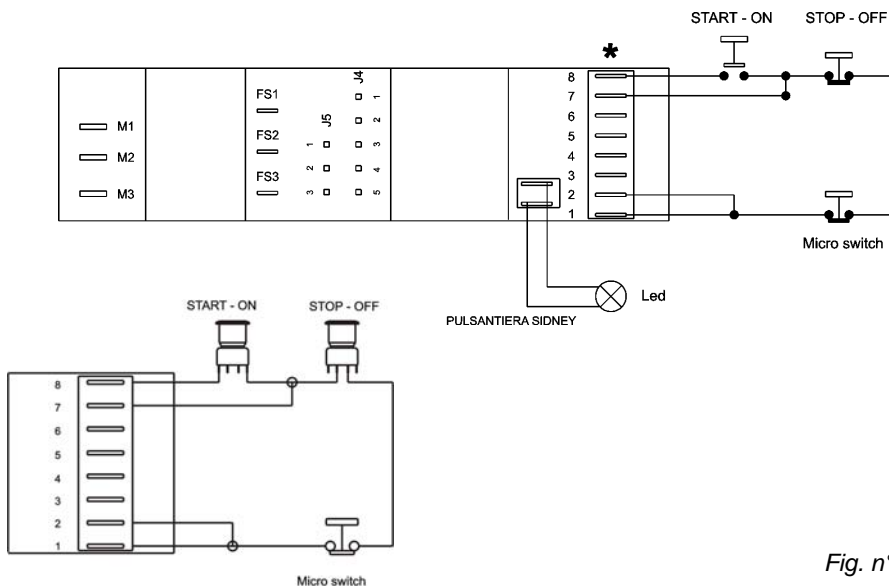 START - ON
STOP - OFF
*
M1
M2
M3
FS1
FS2
FS3
J5
1
2
3
J4
1
2
3
4
5
8
7
6
5
4
3
2
1
Micro switch
Led
PULSANTIERA SIDNEY
START - ON
STOP - OFF
8
7
6
5
4
3
2
1
Micro switch
Fig. n°